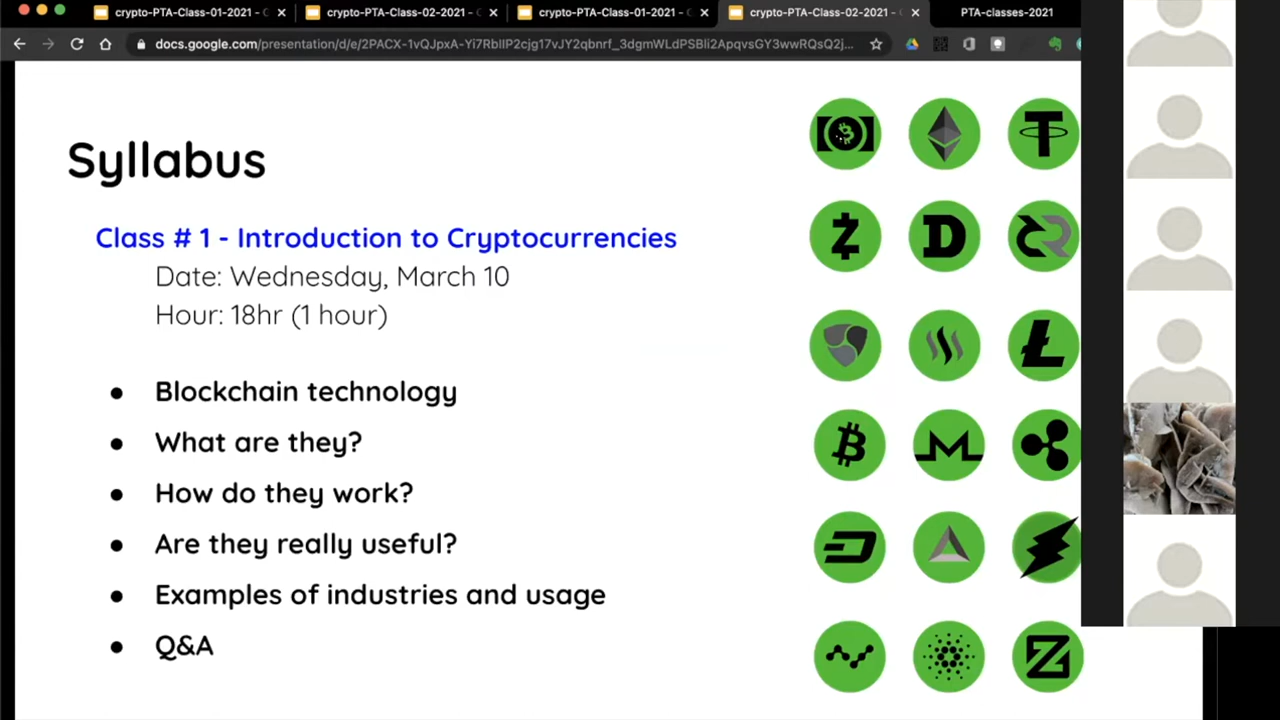 crypto-PTA-Class-01-2021 -
crypto-PTA-Class-02-2021 -
crypto-PTA-Class-01-2021 -
crypto-PTA-Class-02-2021 -
PTA-classes-2021
docs.google.com/presentation/d/e/2PACX-1vQJpxA-Yi7RbIIP2cjg17vJY2qbnrf_3dgmWLdPSBli2ApqvsGY3wwRQsQ2j...
Syllabus
Class # 1 - Introduction to Cryptocurrencies
Date: Wednesday, March 10
Hour: 18hr (1 hour)
● Blockchain technology
● What are they?
● How do they work?
● Are they really useful?
● Examples of industries and usage
● Q&A